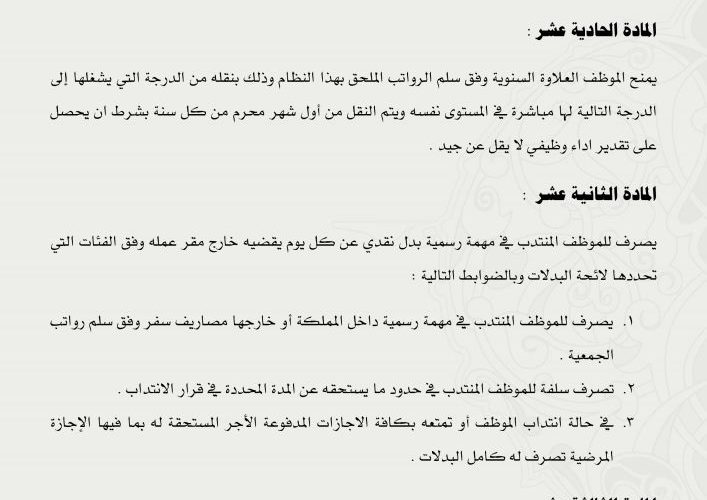 المادة الحادية عشر :
يمنح الموظف العلاوة السنوية وفق سلم الرواتب الملحق بهذا النظام وذلك بنقله من الدرجة التي يشغلها إلى
الدرجة التالية لها مباشرة في المستوى نفسه ويتم النقل من أول شهر محرم من كل سنة بشرط ان يحصل
على تقدير اداء وظيفي لا يقل عن جيد .
المادة الثانية عشر :
يصرف للموظف المنتدب في مهمة رسمية بدل نقدي عن كل يوم يقضيه خارج مقر عمله وفق الفئات التي
تحددها لائحة البدلات وبالضوابط التالية :
١. يصرف للموظف المنتدب في مهمة رسمية داخل المملكة أو خارجها مصاريف سفر وفق سلم رواتب
الجمعية .
٢. تصرف سلفة للموظف المنتدب في حدود ما يستحقه عن المدة المحددة في قرار الانتداب .
٣. في حالة انتداب الموظف أو تمتعه بكافة الاجازات المدفوعة الأجر المستحقة له بما فيها الإجازة
المرضية تصرف له كامل البدلات .